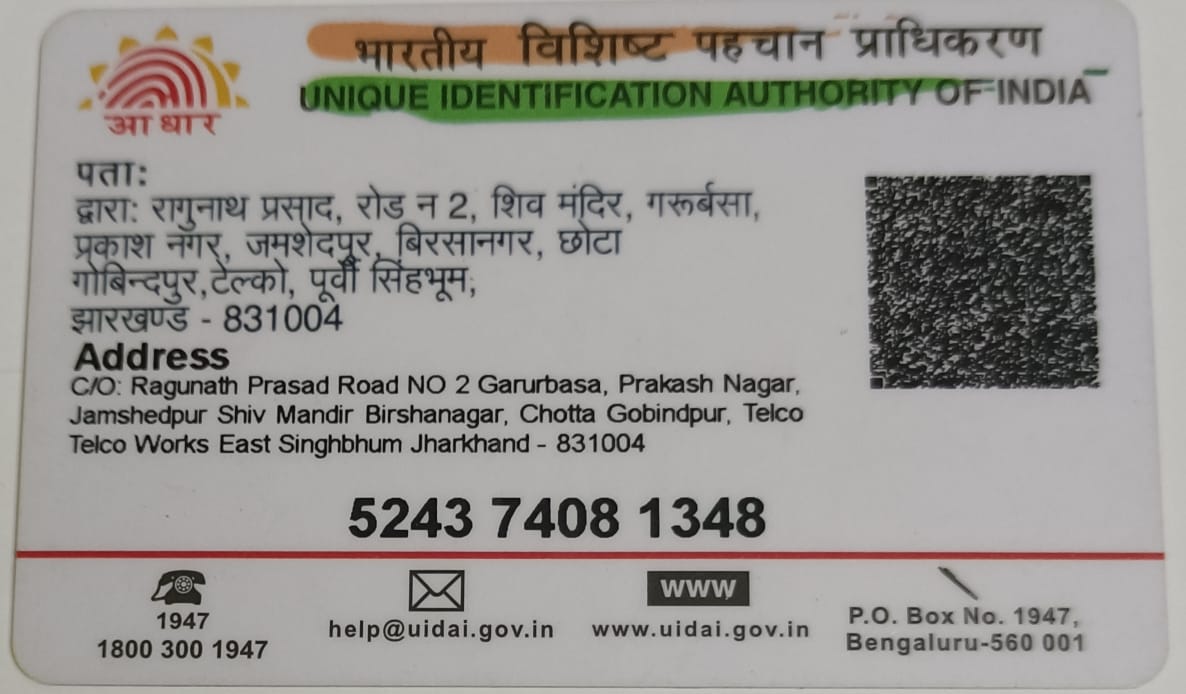 भारतीय विशिष्ट पहचान प्राधिकरण
UNIQUE IDENTIFICATION AUTHORITY OF INDIA
आधार
पता:
द्वारा: रागुनाथ प्रसाद, रोड न 2, शिव मंदिर, गरूर्बसा,
प्रकाश नगर, जमशेदपुर, बिरसानगर, छोटा
गोबिन्दपुर,टेल्को, पूर्वी सिंहभूम,
झारखण्ड - 831004
Address
C/O: Ragunath Prasad Road NO 2 Garurbasa, Prakash Nagar,
Jamshedpur Shiv Mandir Birshanagar, Chotta Gobindpur, Telco
Telco Works East Singhbhum Jharkhand - 831004
5243 7408 1348
1947
1800 300 1947
help@uidai.gov.in
www
www.uidai.gov.in
P.O. Box No. 1947,
Bengaluru-560 001